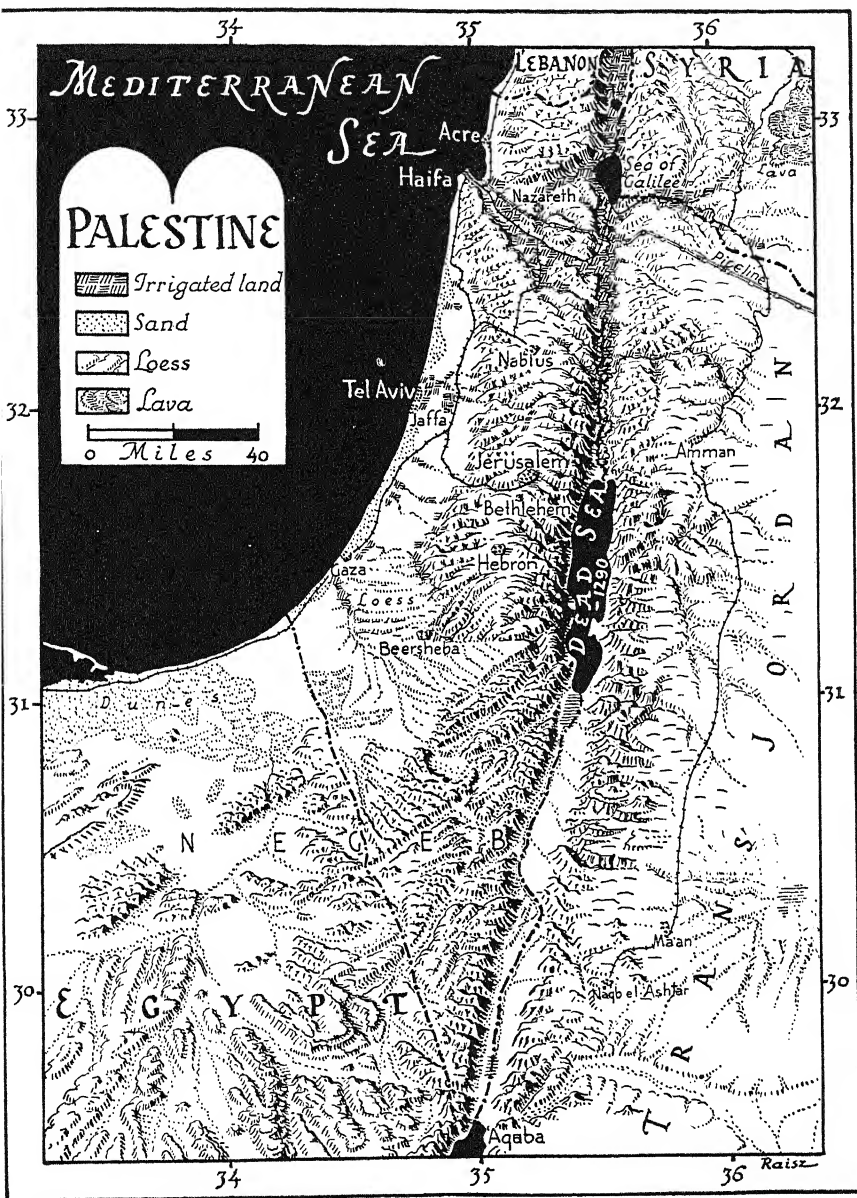 34 35 36
MEDITERRANEAN
SEA
LEBANON
SYRIA
33 33
Acre
Haifa
Sea of
Galilee
Lava
Nazareth
PALESTINE
Irrigated land
Sand
Loess
Lava
0 Miles 40
Pipeline
Nablus
Tel Aviv
32 32
Jaffa
Jerusalem
Amman
Bethlehem
DEAD SEA
-1290
Gaza
Hebron
Loess
Beersheba
TRANSJORDAN
31 31
Dunes
NEGEB
Ma'an
30 30
Naqb el Ashtar
EGYPT
Aqaba
34 35 36
Raisz